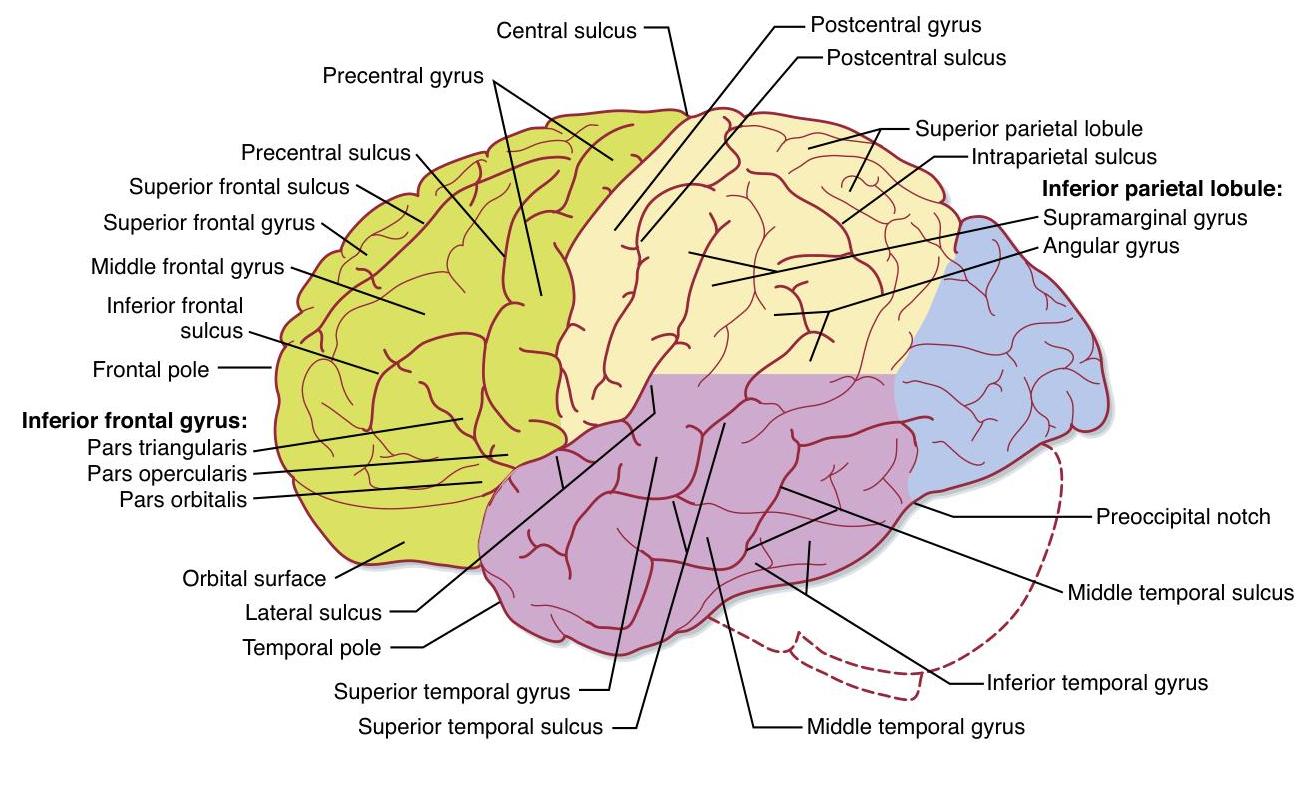 Central sulcus
Postcentral gyrus
Postcentral sulcus
Precentral gyrus
Superior parietal lobule
Precentral sulcus
Intraparietal sulcus
Superior frontal sulcus
Inferior parietal lobule:
Superior frontal gyrus
Supramarginal gyrus
Angular gyrus
Middle frontal gyrus
Inferior frontal
sulcus
Frontal pole
Inferior frontal gyrus:
Pars triangularis
Pars opercularis
Pars orbitalis
Preoccipital notch
Orbital surface
Middle temporal sulcus
Lateral sulcus
Temporal pole
Inferior temporal gyrus
Superior temporal gyrus
Superior temporal sulcus
Middle temporal gyrus